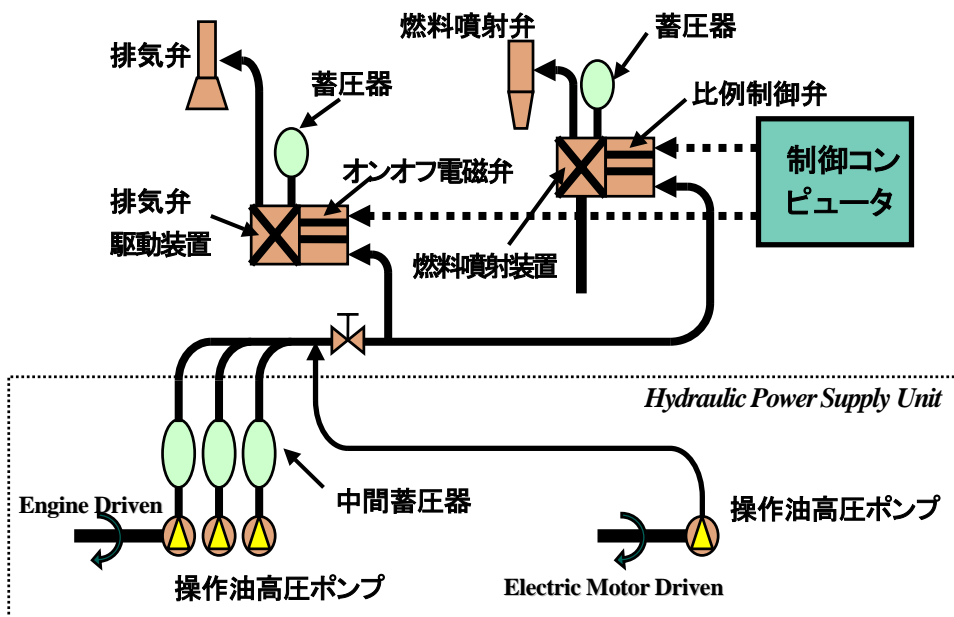 燃料噴射弁
蓄圧器
排気弁
蓄圧器
比例制御弁
制御コン
ピュータ
オンオフ電磁弁
排気弁
駆動装置
燃料噴射装置
Hydraulic Power Supply Unit
中間蓄圧器
Engine Driven
操作油高圧ポンプ
操作油高圧ポンプ
Electric Motor Driven